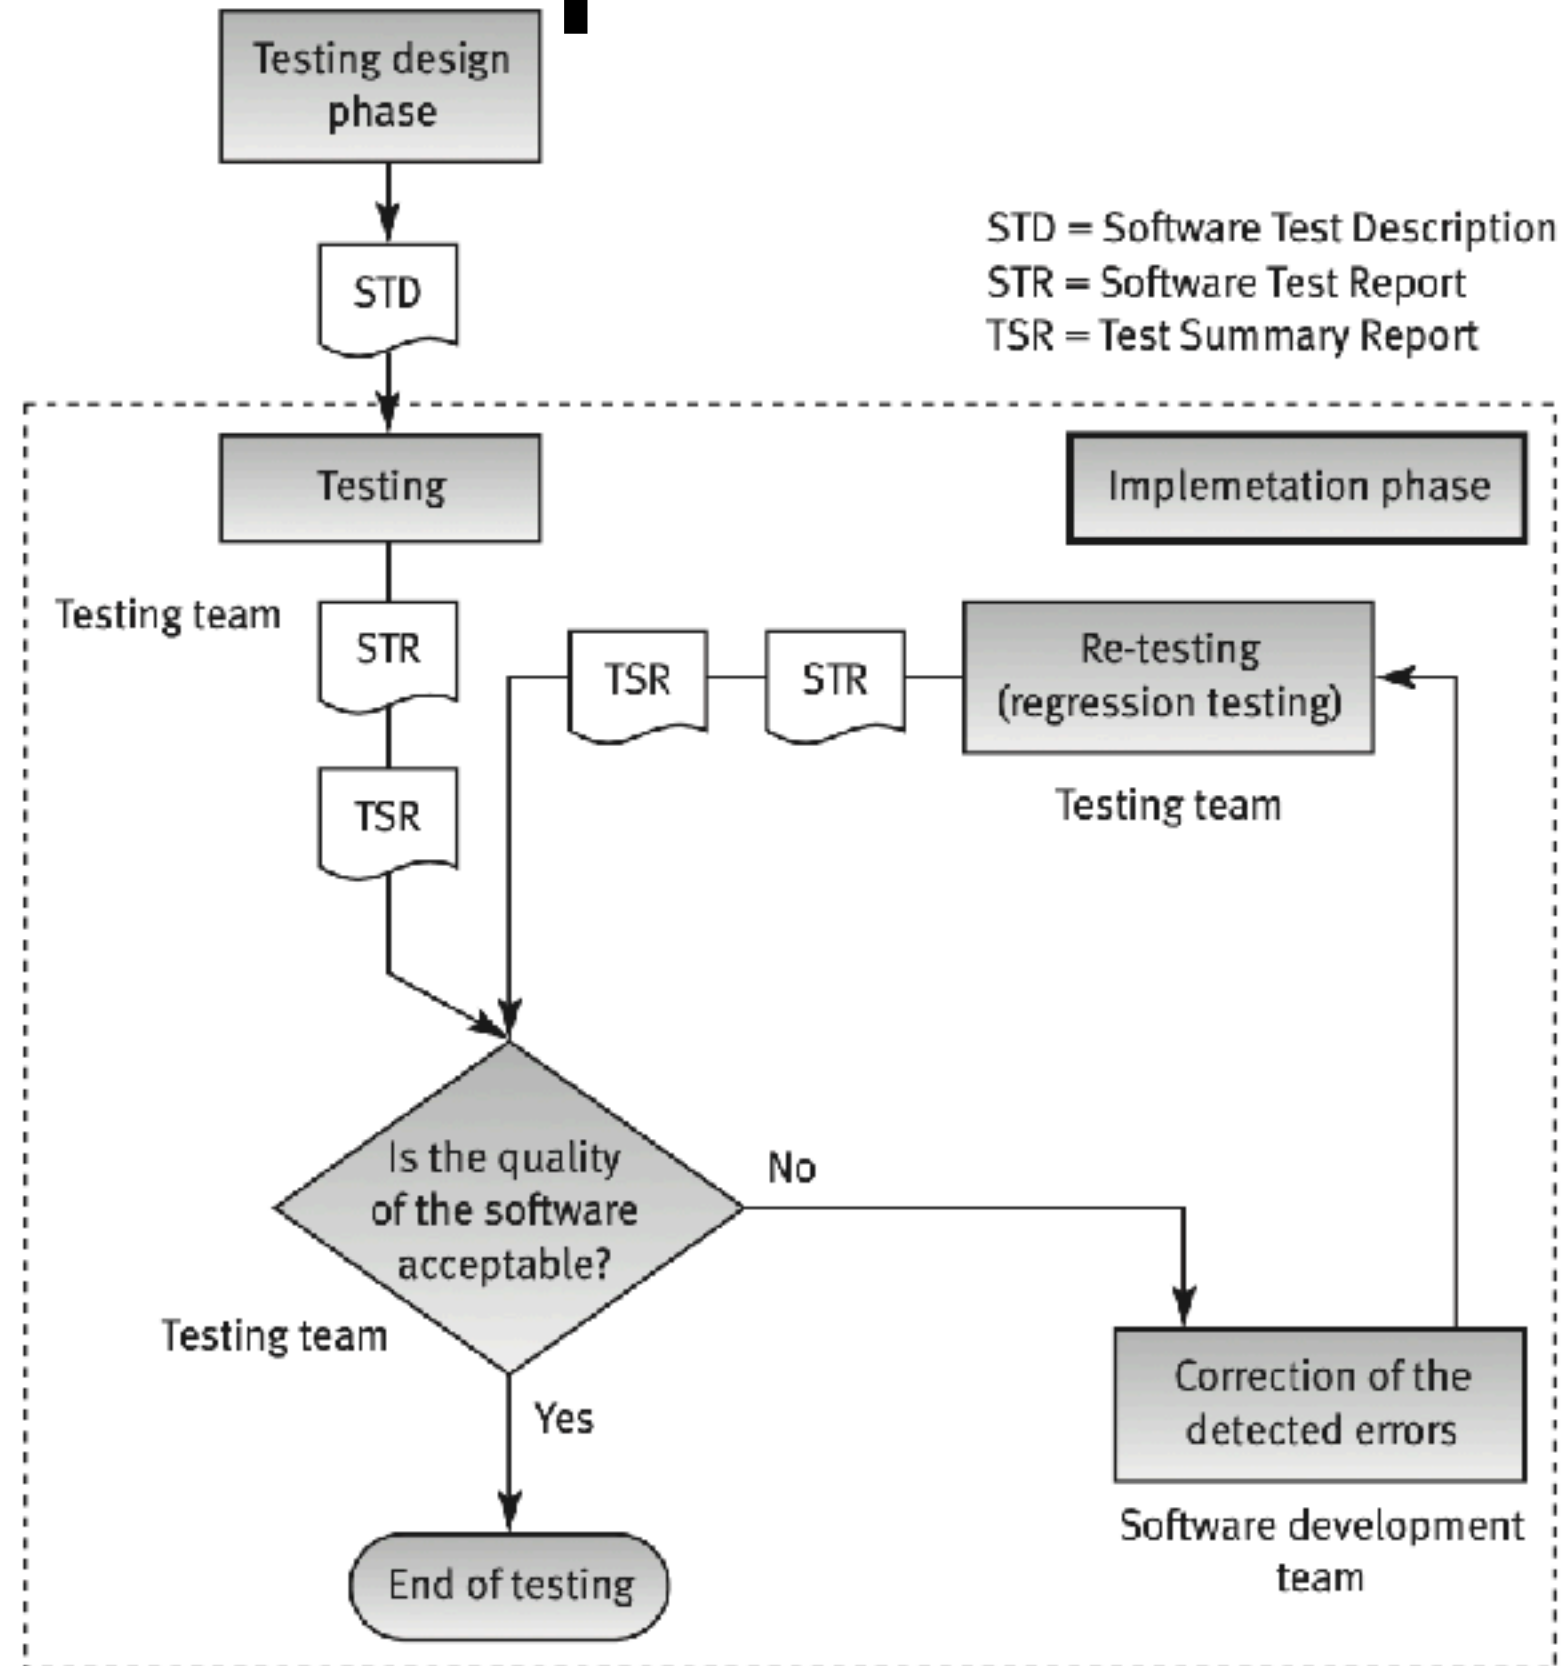 Testing design
phase
STD
STD = Software Test Description
STR = Software Test Report
TSR = Test Summary Report
Testing
Implemetation phase
Testing team
STR
TSR
TSR
STR
Re-testing
(regression testing)
Testing team
Is the quality
of the software
acceptable?
No
Testing team
Yes
Correction of the
detected errors
Software development
team
End of testing